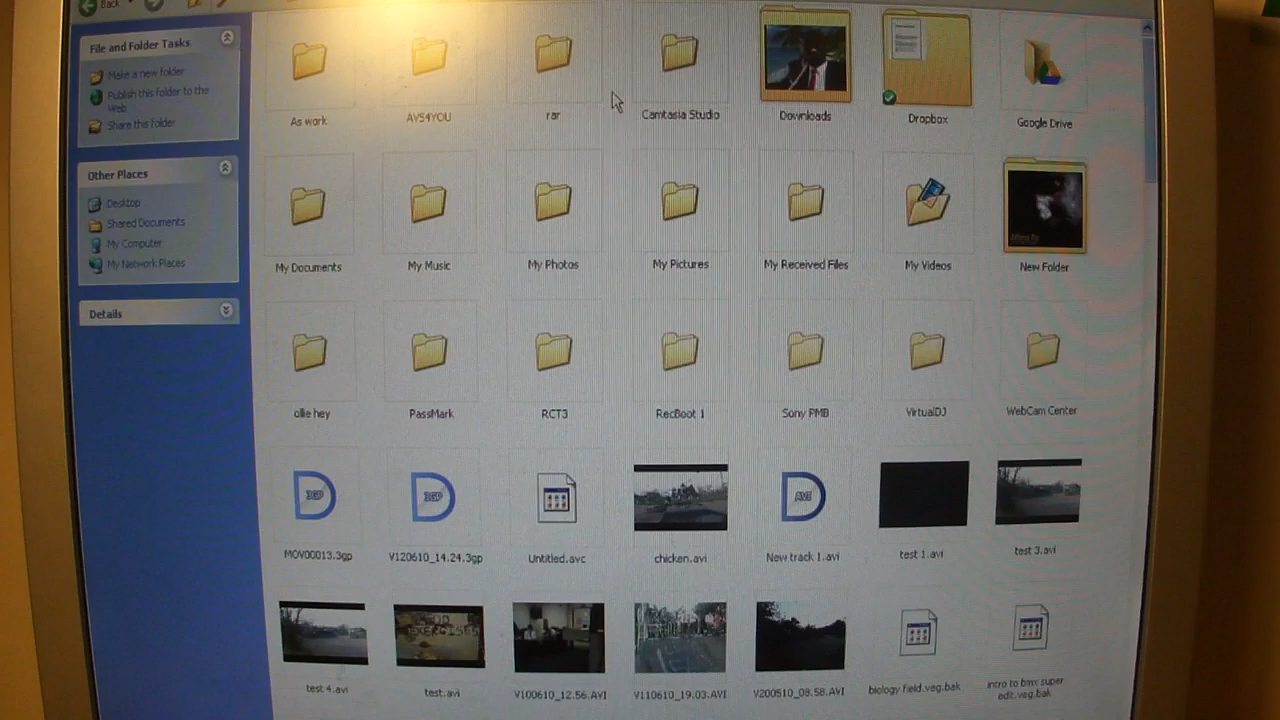 Back
File and Folder Tasks
Make a new folder
Publish this folder to the
Web
Share this folder
Other Places
Desktop
Shared Documents
My Computer
My Network Places
Details
As work
AVS4YOU
rar
Camtasia Studio
Downloads
Dropbox
Google Drive
My Documents
My Music
My Photos
My Pictures
My Received Files
My Videos
New Folder
ollie hey
PassMark
RCT3
RecBoot 1
Sony PMB
VirtualDJ
WebCam Center
3GP
3GP
AVI
MOV00013.3gp
V120610_14.24.3gp
Untitled.avc
chicken.avi
New track 1.avi
test 1.avi
test 3.avi
EXERCISES
test 4.avi
test.avi
V100610_12.56.AVI
V110610_19.03.AVI
V200510_08.58.AVI
biology field.veg.bak
intro to bmx super
edit.veg.bak